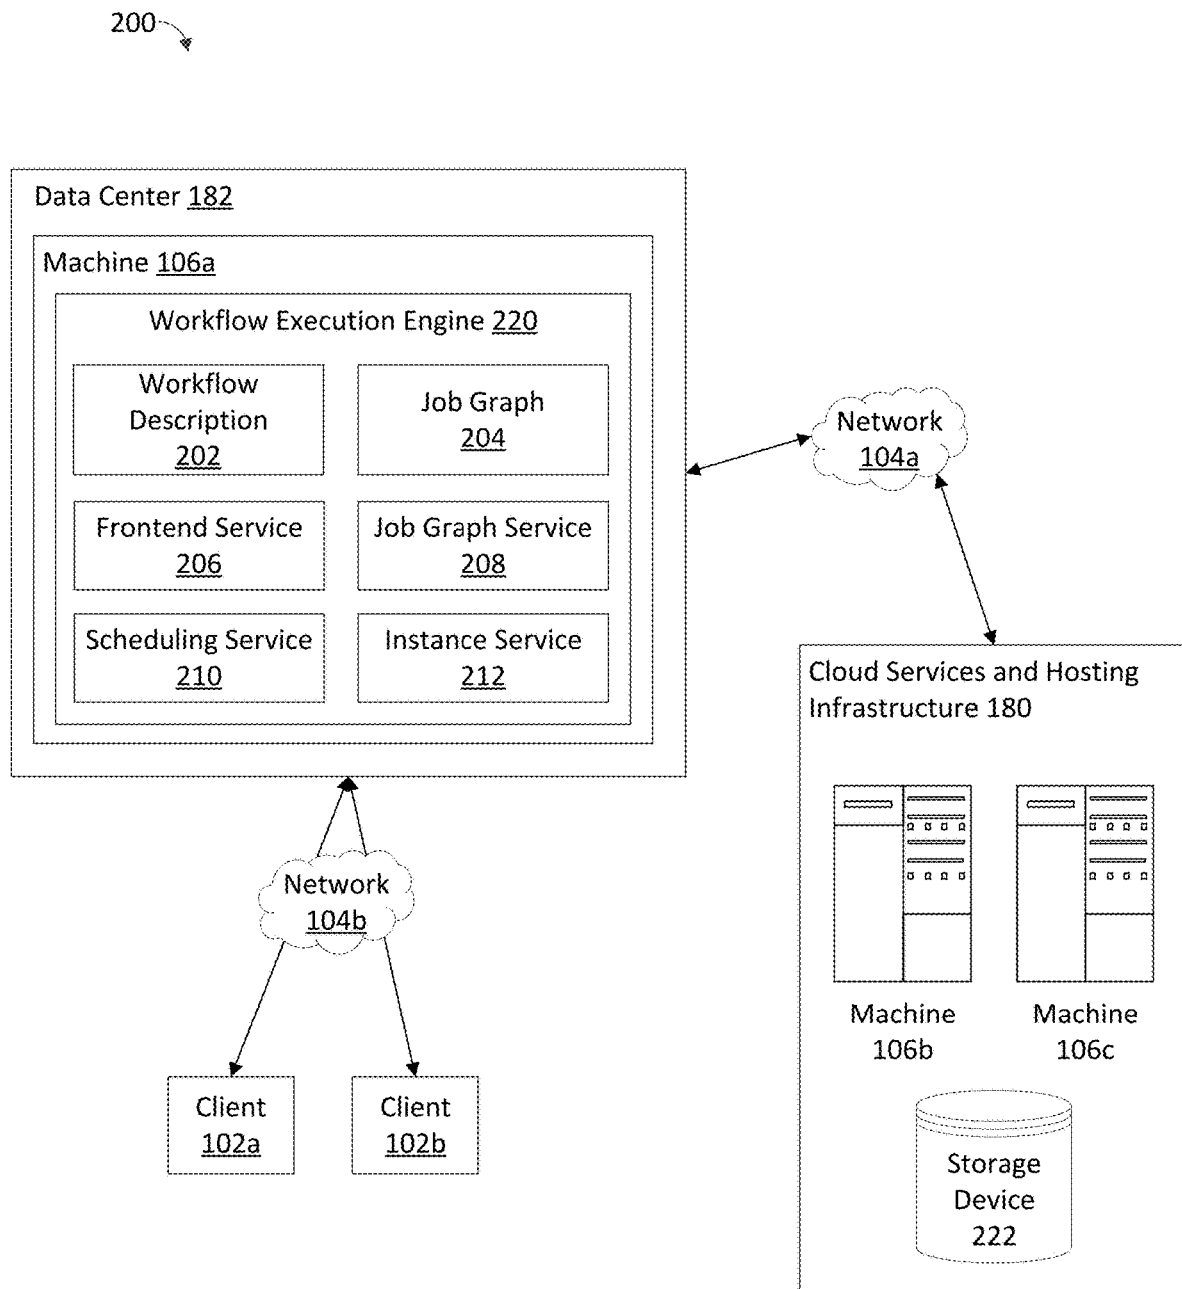 200
Data Center 182
Machine 106a
Workflow Execution Engine 220
Workflow
Description
202
Job Graph
204
Frontend Service
206
Job Graph Service
208
Scheduling Service
210
Instance Service
212
Network
104a
Cloud Services and Hosting
Infrastructure 180
Machine
106b
Machine
106c
Storage
Device
222
Network
104b
Client
102a
Client
102b